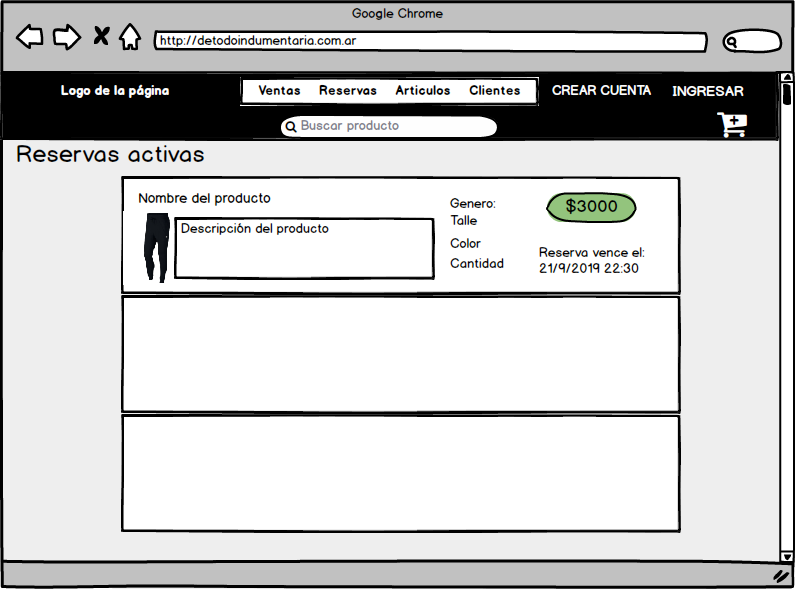 Google Chrome
http://detodoindumentaria.com.ar
Logo de la página
Ventas Reservas Articulos Clientes
CREAR CUENTA INGRESAR
Buscar producto
Reservas activas
Nombre del producto
Descripción del producto
Genero:
Talle
Color
Cantidad
$3000
Reserva vence el:
21/9/2019 22:30